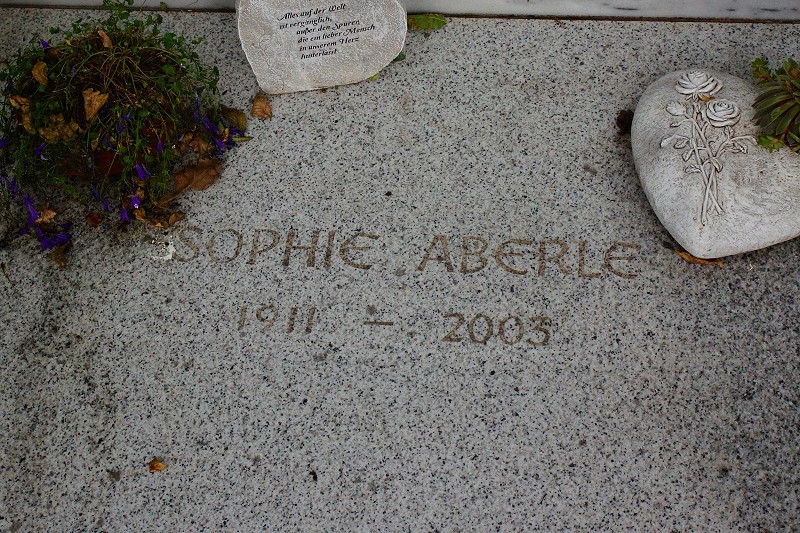 Alles auf der Welt
ist vergänglich,
außer den Spuren
die ein lieber Mensch
in unserem Herz
hinterlässt
SOPHIE ABERLE
1911 – 2003